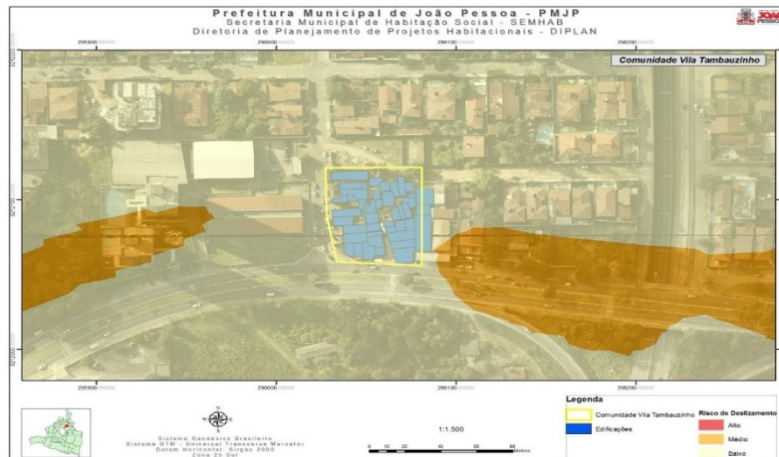 Prefeitura Municipal de João Pessoa - PMJP
Secretaria Municipal de Habitação Social - SEMHAB
Diretoria de Planejamento de Projetos Habitacionais - DIPLAN
Comunidade Vila Tambauzinho
Legenda
Comunidade Vila Tambauzinho
Edificações
Risco de Deslizamento
Alto
Médio
Baixo
1:1.500
Sistema Geodésico Brasileiro
Sistema UTM - Universal Transversa Mercator
Datum Horizontal: Sirgas 2000
Zona 25 Sul